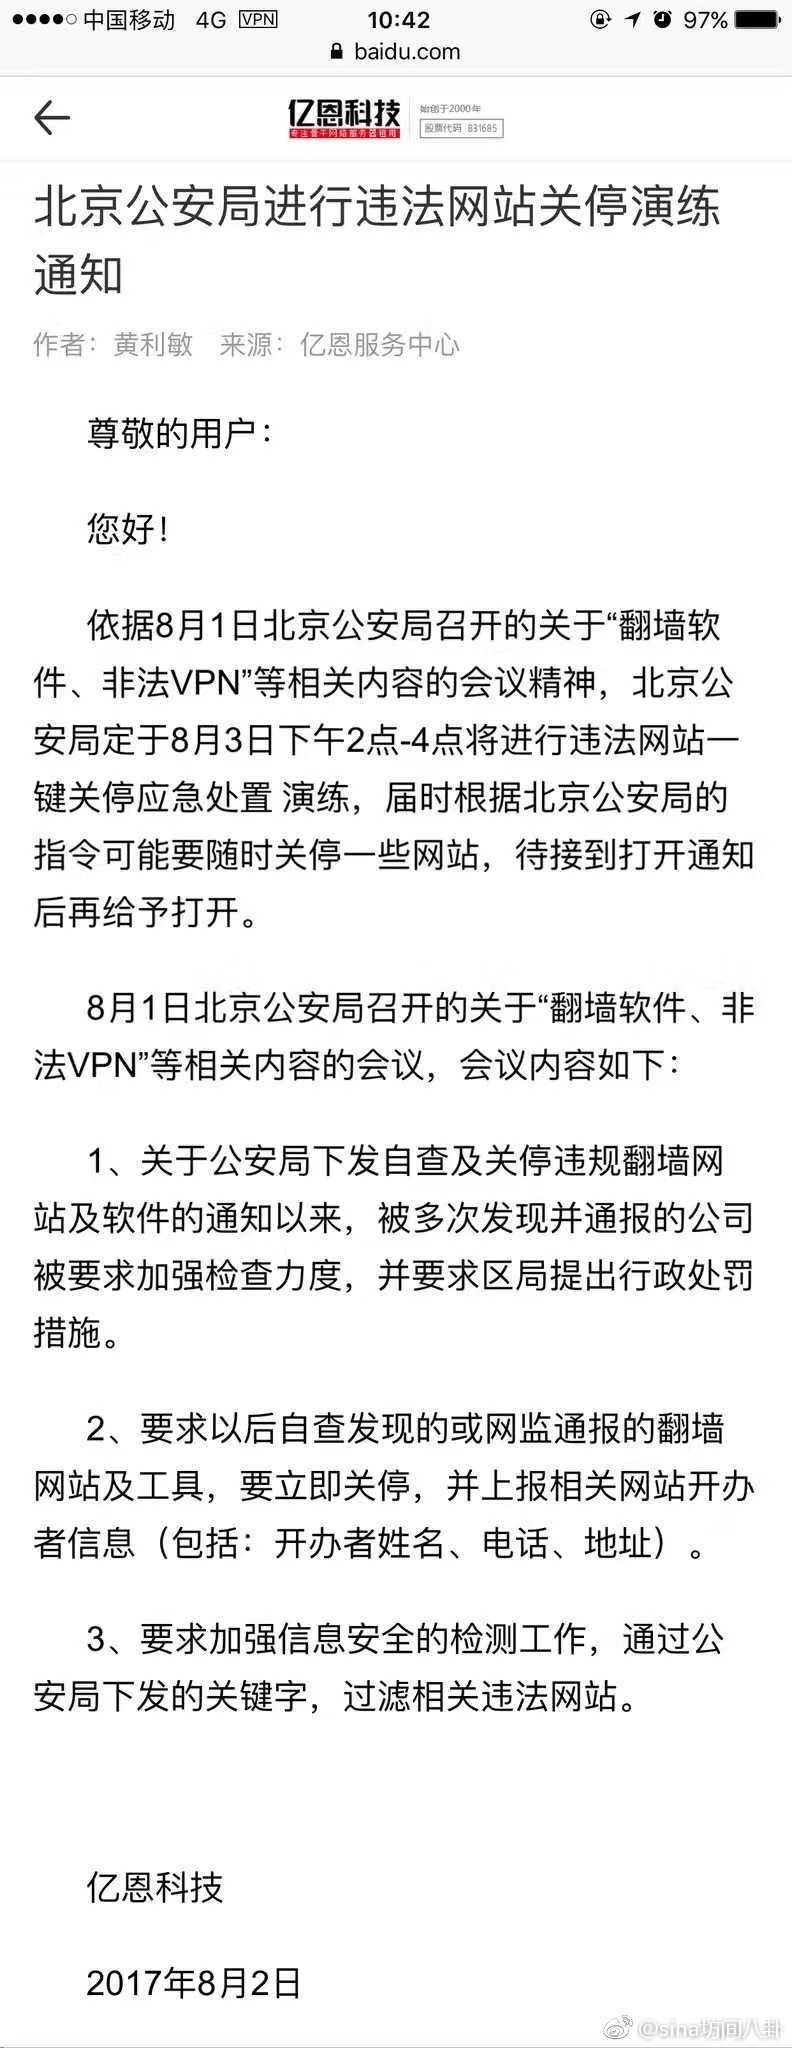 中国移动 4G VPN 10:42 97%
baidu.com
亿恩科技 始创于2000年
专注骨干网络服务器租用 股票代码 831685
北京公安局进行违法网站关停演练
通知
作者：黄利敏 来源：亿恩服务中心
尊敬的用户：
您好！
依据8月1日北京公安局召开的关于“翻墙软
件、非法VPN”等相关内容的会议精神，北京公
安局定于8月3日下午2点-4点将进行违法网站一
键关停应急处置 演练，届时根据北京公安局的
指令可能要随时关停一些网站，待接到打开通知
后再给予打开。
8月1日北京公安局召开的关于“翻墙软件、非
法VPN”等相关内容的会议，会议内容如下：
1、关于公安局下发自查及关停违规翻墙网
站及软件的通知以来，被多次发现并通报的公司
被要求加强检查力度，并要求区局提出行政处罚
措施。
2、要求以后自查发现的或网监通报的翻墙
网站及工具，要立即关停，并上报相关网站开办
者信息（包括：开办者姓名、电话、地址）。
3、要求加强信息安全的检测工作，通过公
安局下发的关键字，过滤相关违法网站。
亿恩科技
2017年8月2日
@sina坊间八卦